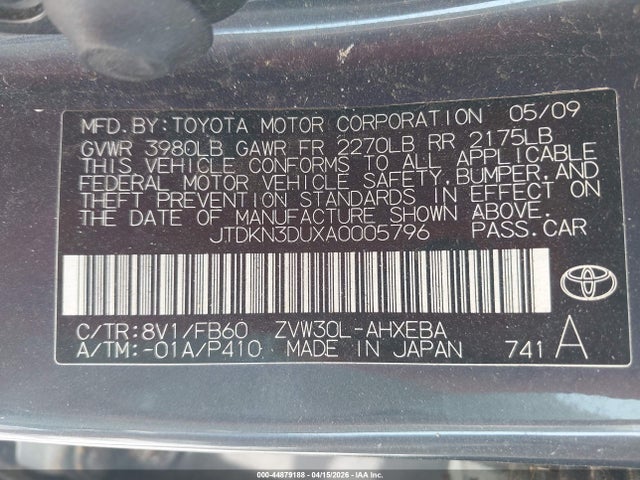 MFD.BY:TOYOTA MOTOR CORPORATION 05/09
GVWR 3980LB GAWR FR 2270LB RR 2175LB
THIS VEHICLE CONFORMS TO ALL APPLICABLE
FEDERAL MOTOR VEHICLE SAFETY,BUMPER,AND
THEFT PREVENTION STANDARDS IN EFFECT ON
THE DATE OF MANUFACTURE SHOWN ABOVE.
JTDKN3DUXA0005796 PASS.CAR
C/TR:8V1/FB60 ZVW30L-AHXEBA
A/TM:-01A/P410 MADE IN JAPAN 741 A
000-44879188 - 04/15/2026 - IAA Holdings, LLC